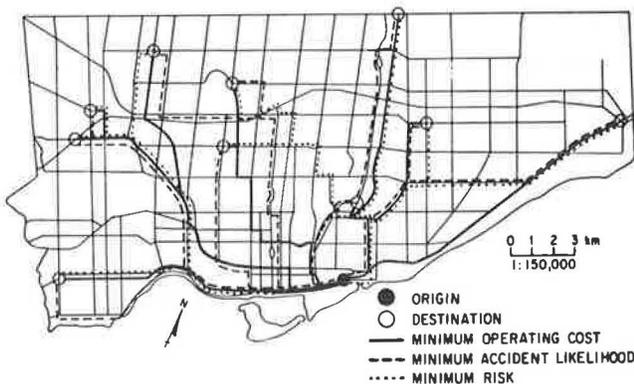 0 1 2 3 km
1:150,000
N
ORIGIN
DESTINATION
MINIMUM OPERATING COST
MINIMUM ACCIDENT LIKELIHOOD
MINIMUM RISK